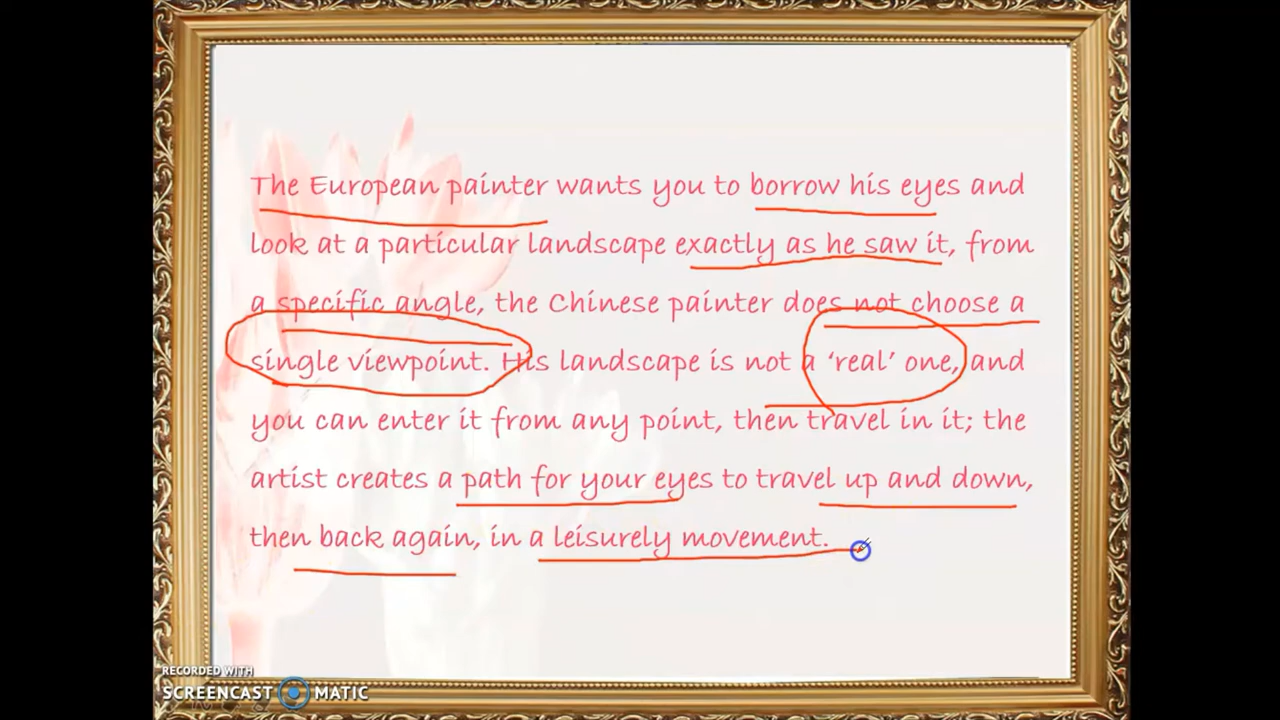 The European painter wants you to borrow his eyes and
look at a particular landscape exactly as he saw it, from
a specific angle, the Chinese painter does not choose a
single viewpoint. His landscape is not a ‘real’ one, and
you can enter it from any point, then travel in it; the
artist creates a path for your eyes to travel up and down,
then back again, in a leisurely movement.
RECORDED WITH
SCREENCAST MATIC